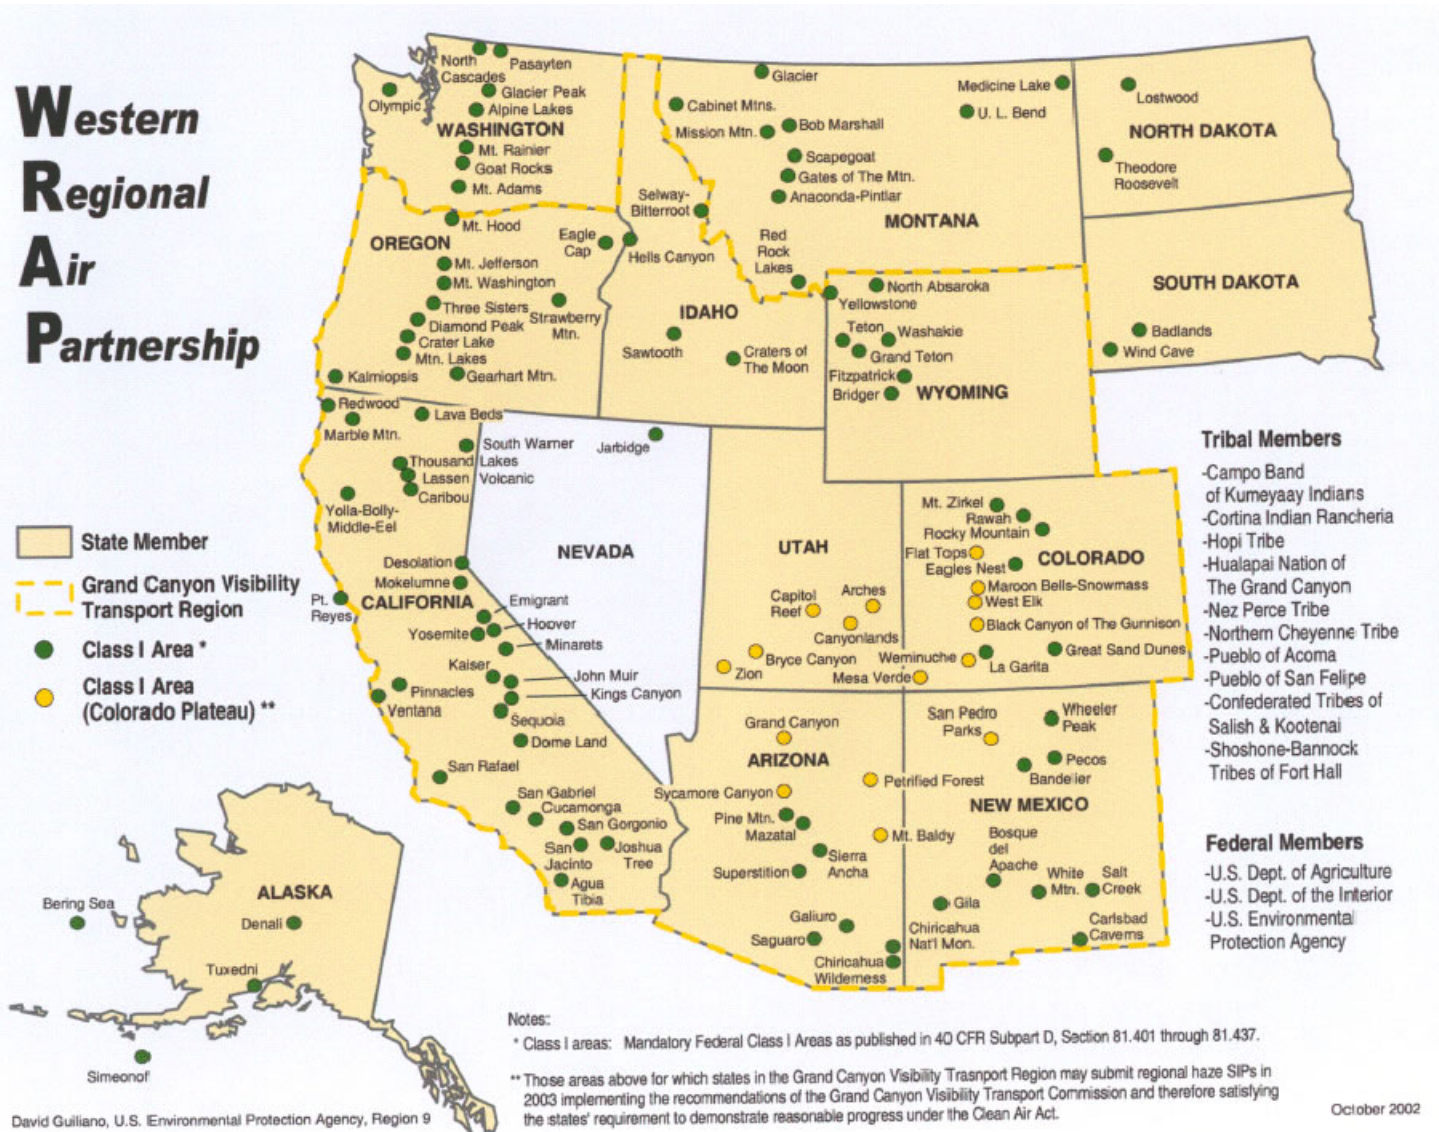 Western
Regional
Air
Partnership
State Member
Grand Canyon Visibility
Transport Region
Class I Area *
Class I Area
(Colorado Plateau) **
North
Cascades
Pasayten
Olympic
Glacier Peak
Alpine Lakes
WASHINGTON
Mt. Rainier
Goat Rocks
Mt. Adams
Mt. Hood
OREGON
Eagle
Cap
Hells Canyon
Mt. Jefferson
Mt. Washington
Three Sisters
Strawberry
Mtn.
Diamond Peak
Crater Lake
Mtn. Lakes
Kalmiopsis
Gearhart Mtn.
Glacier
Cabinet Mtns.
Mission Mtn.
Bob Marshall
Medicine Lake
U. L. Bend
Scapegoat
Gates of The Mtn.
Anaconda-Pintlar
Selway-
Bitterroot
MONTANA
Red
Rock
Lakes
Lostwood
NORTH DAKOTA
Theodore
Roosevelt
SOUTH DAKOTA
Badlands
Wind Cave
IDAHO
Sawtooth
Craters of
The Moon
North Absaroka
Yellowstone
Teton
Washakie
Grand Teton
Fitzpatrick
Bridger
WYOMING
Redwood
Lava Beds
Marble Mtn.
South Warner
Thousand Lakes
Lassen Volcanic
Caribou
Yolla-Bolly-
Middle-Eel
Jarbidge
NEVADA
Desolation
Mokelumne
Pt.
Reyes
CALIFORNIA
Emigrant
Hoover
Yosemite
Minarets
Kaiser
John Muir
Pinnacles
Kings Canyon
Ventana
Sequoia
Dome Land
San Rafael
San Gabriel
Cucamonga
San Gorgonio
San
Jacinto
Joshua
Tree
Agua
Tibia
UTAH
Capitol
Reef
Arches
Canyonlands
Bryce Canyon
Zion
Mt. Zirkel
Rawah
Rocky Mountain
Flat Tops
Eagles Nest
COLORADO
Maroon Bells-Snowmass
West Elk
Black Canyon of The Gunnison
Weminuche
La Garita
Great Sand Dunes
Mesa Verde
Grand Canyon
ARIZONA
Sycamore Canyon
Petrified Forest
Pine Mtn.
Mazatal
Mt. Baldy
Superstition
Sierra
Ancha
Galiuro
Saguaro
Chiricahua
Nat'l Mon.
Chiricahua
Wilderness
San Pedro
Parks
Wheeler
Peak
Pecos
Bandelier
NEW MEXICO
Bosque
del
Apache
White
Mtn.
Salt
Creek
Gila
Carlsbad
Caverns
ALASKA
Bering Sea
Denali
Tuxedni
Simeonof
Tribal Members
-Campo Band
of Kumeyaay Indians
-Cortina Indian Rancheria
-Hopi Tribe
-Hualapai Nation of
The Grand Canyon
-Nez Perce Tribe
-Northern Cheyenne Tribe
-Pueblo of Acoma
-Pueblo of San Felipe
-Confederated Tribes of
Salish & Kootenai
-Shoshone-Bannock
Tribes of Fort Hall
Federal Members
-U.S. Dept. of Agriculture
-U.S. Dept. of the Interior
-U.S. Environmental
Protection Agency
Notes:
* Class I areas: Mandatory Federal Class I Areas as published in 40 CFR Subpart D, Section 81.401 through 81.437.
** Those areas above for which states in the Grand Canyon Visibility Trasnport Region may submit regional haze SIPs in
2003 implementing the recommendations of the Grand Canyon Visibility Transport Commission and therefore satisfying
the states' requirement to demonstrate reasonable progress under the Clean Air Act.
David Guiliano, U.S. Environmental Protection Agency, Region 9
October 2002